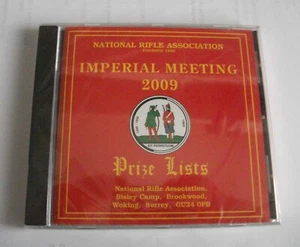 NATIONAL RIFLE ASSOCIATION
IMPERIAL MEETING
2009
Prize Lists
National Rifle Association,
Bisley Camp, Brookwood,
Woking, Surrey, GU24 0PB